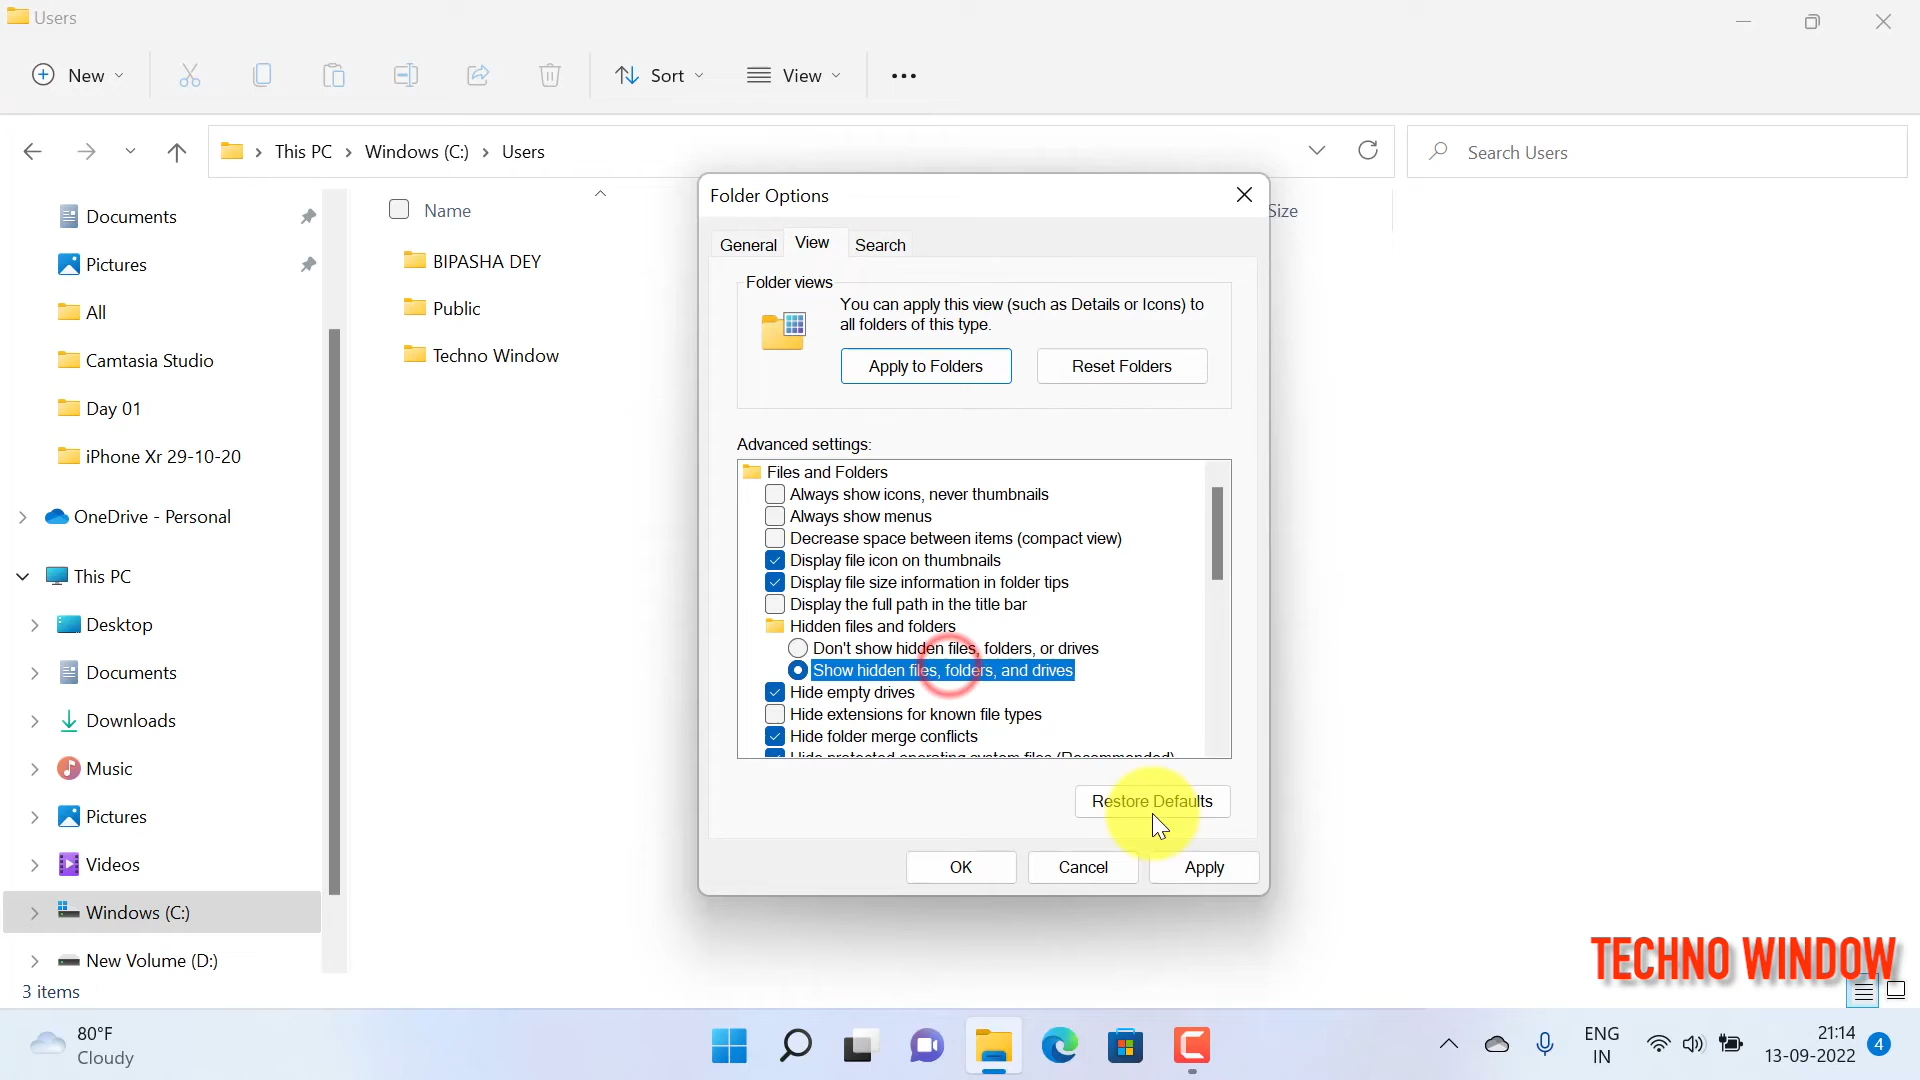 Users
New
Sort
View
This PC
Windows (C:)
Users
Search Users
Documents
Pictures
All
Camtasia Studio
Day 01
iPhone Xr 29-10-20
OneDrive - Personal
This PC
Desktop
Documents
Downloads
Music
Pictures
Videos
Windows (C:)
New Volume (D:)
3 items
Name
Size
BIPASHA DEY
Public
Techno Window
Folder Options
General
View
Search
Folder views
You can apply this view (such as Details or Icons) to
all folders of this type.
Apply to Folders
Reset Folders
Advanced settings:
Files and Folders
Always show icons, never thumbnails
Always show menus
Decrease space between items (compact view)
Display file icon on thumbnails
Display file size information in folder tips
Display the full path in the title bar
Hidden files and folders
Don't show hidden files, folders, or drives
Show hidden files, folders, and drives
Hide empty drives
Hide extensions for known file types
Hide folder merge conflicts
Hide protected operating system files (Recommended)
Restore Defaults
OK
Cancel
Apply
TECHNO WINDOW
80°F
Cloudy
ENG
IN
21:14
13-09-2022
4